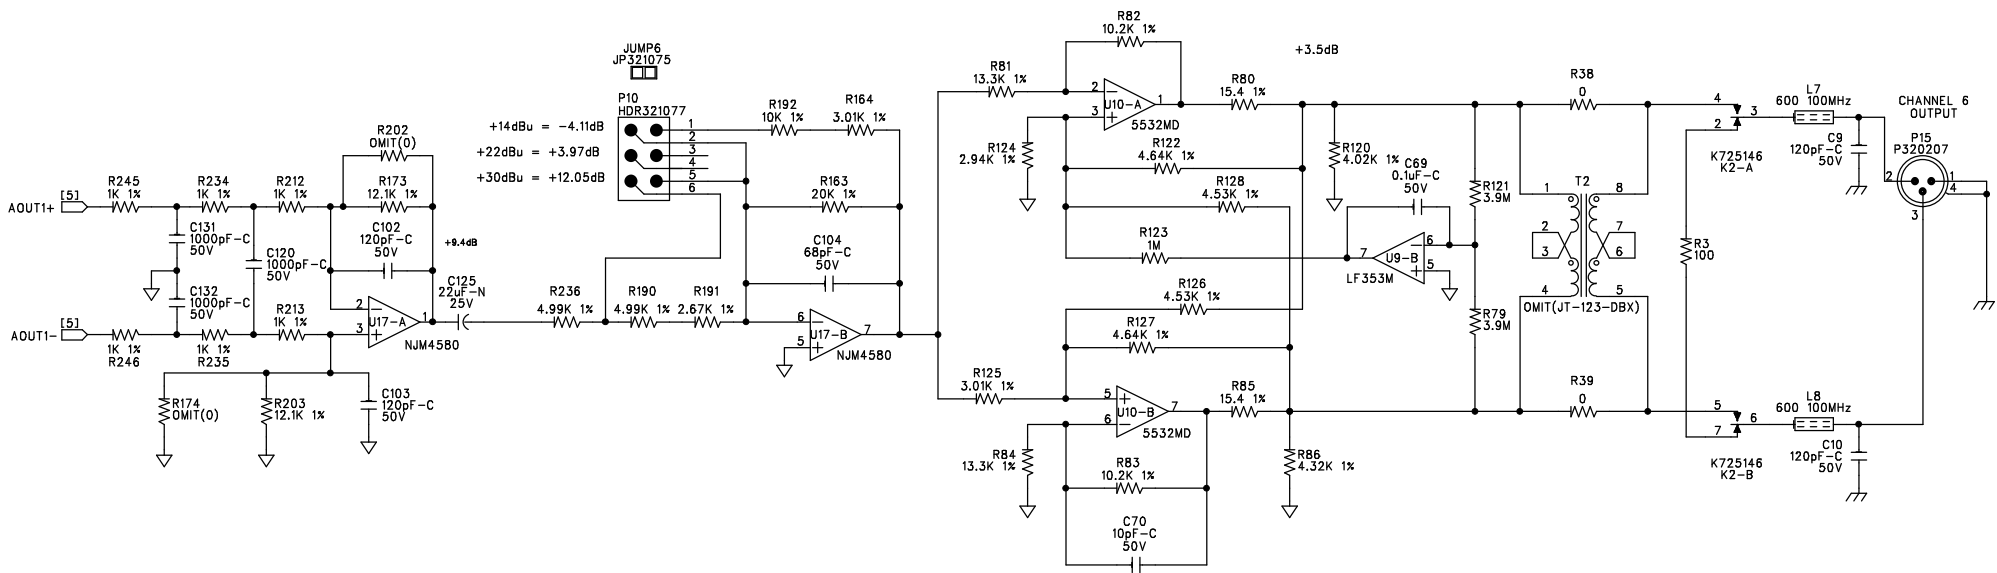 R82
10.2K 1%
+3.5dB
JUMP6
JP321075
R81
13.3K 1%
2
1
U10-A
3
5532MD
R80
15.4 1%
R38
0
L7
600 100MHz
4
3
2
K725146
K2-A
C9
120pF-C
50V
CHANNEL 6
OUTPUT
P15
P320207
2
1
4
3
P10
HDR321077
1
2
3
4
5
6
+14dBu = -4.11dB
+22dBu = +3.97dB
+30dBu = +12.05dB
R192
10K 1%
R164
3.01K 1%
R202
OMIT(0)
R124
2.94K 1%
R122
4.64K 1%
R120
4.02K 1%
C69
0.1uF-C
50V
R121
3.9M
T2
1
8
2
7
3
6
4
5
OMIT(JT-123-DBX)
[5]
AOUT1+
R245
1K 1%
R234
1K 1%
R212
1K 1%
R173
12.1K 1%
R163
20K 1%
R128
4.53K 1%
C131
1000pF-C
50V
C120
1000pF-C
50V
C102
120pF-C
50V
+9.4dB
C104
68pF-C
50V
R123
1M
7
6
U9-B
5
LF353M
R3
100
C132
1000pF-C
50V
C125
22uF-N
25V
R236
4.99K 1%
R190
4.99K 1%
R191
2.67K 1%
R126
4.53K 1%
[5]
AOUT1-
1K 1%
R246
1K 1%
R235
R213
1K 1%
2
1
U17-A
3
NJM4580
6
7
U17-B
5
NJM4580
R127
4.64K 1%
R79
3.9M
R125
3.01K 1%
5
7
U10-B
6
5532MD
R85
15.4 1%
R39
0
5
6
7
K725146
K2-B
L8
600 100MHz
C10
120pF-C
50V
R174
OMIT(0)
R203
12.1K 1%
C103
120pF-C
50V
R84
13.3K 1%
R83
10.2K 1%
R86
4.32K 1%
C70
10pF-C
50V